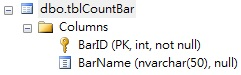 dbo.tblCountBar
Columns
BarID (PK, int, not null)
BarName (nvarchar(50), null)